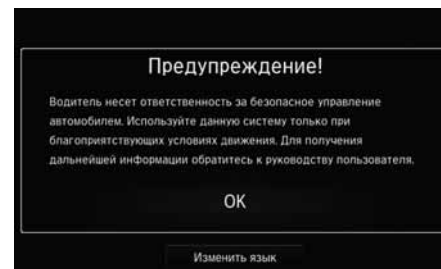 Предупреждение!
Водитель несет ответственность за безопасное управление
автомобилем. Используйте данную систему только при
благоприятствующих условиях движения. Для получения
дальнейшей информации обратитесь к руководству пользователя.
OK
Изменить язык